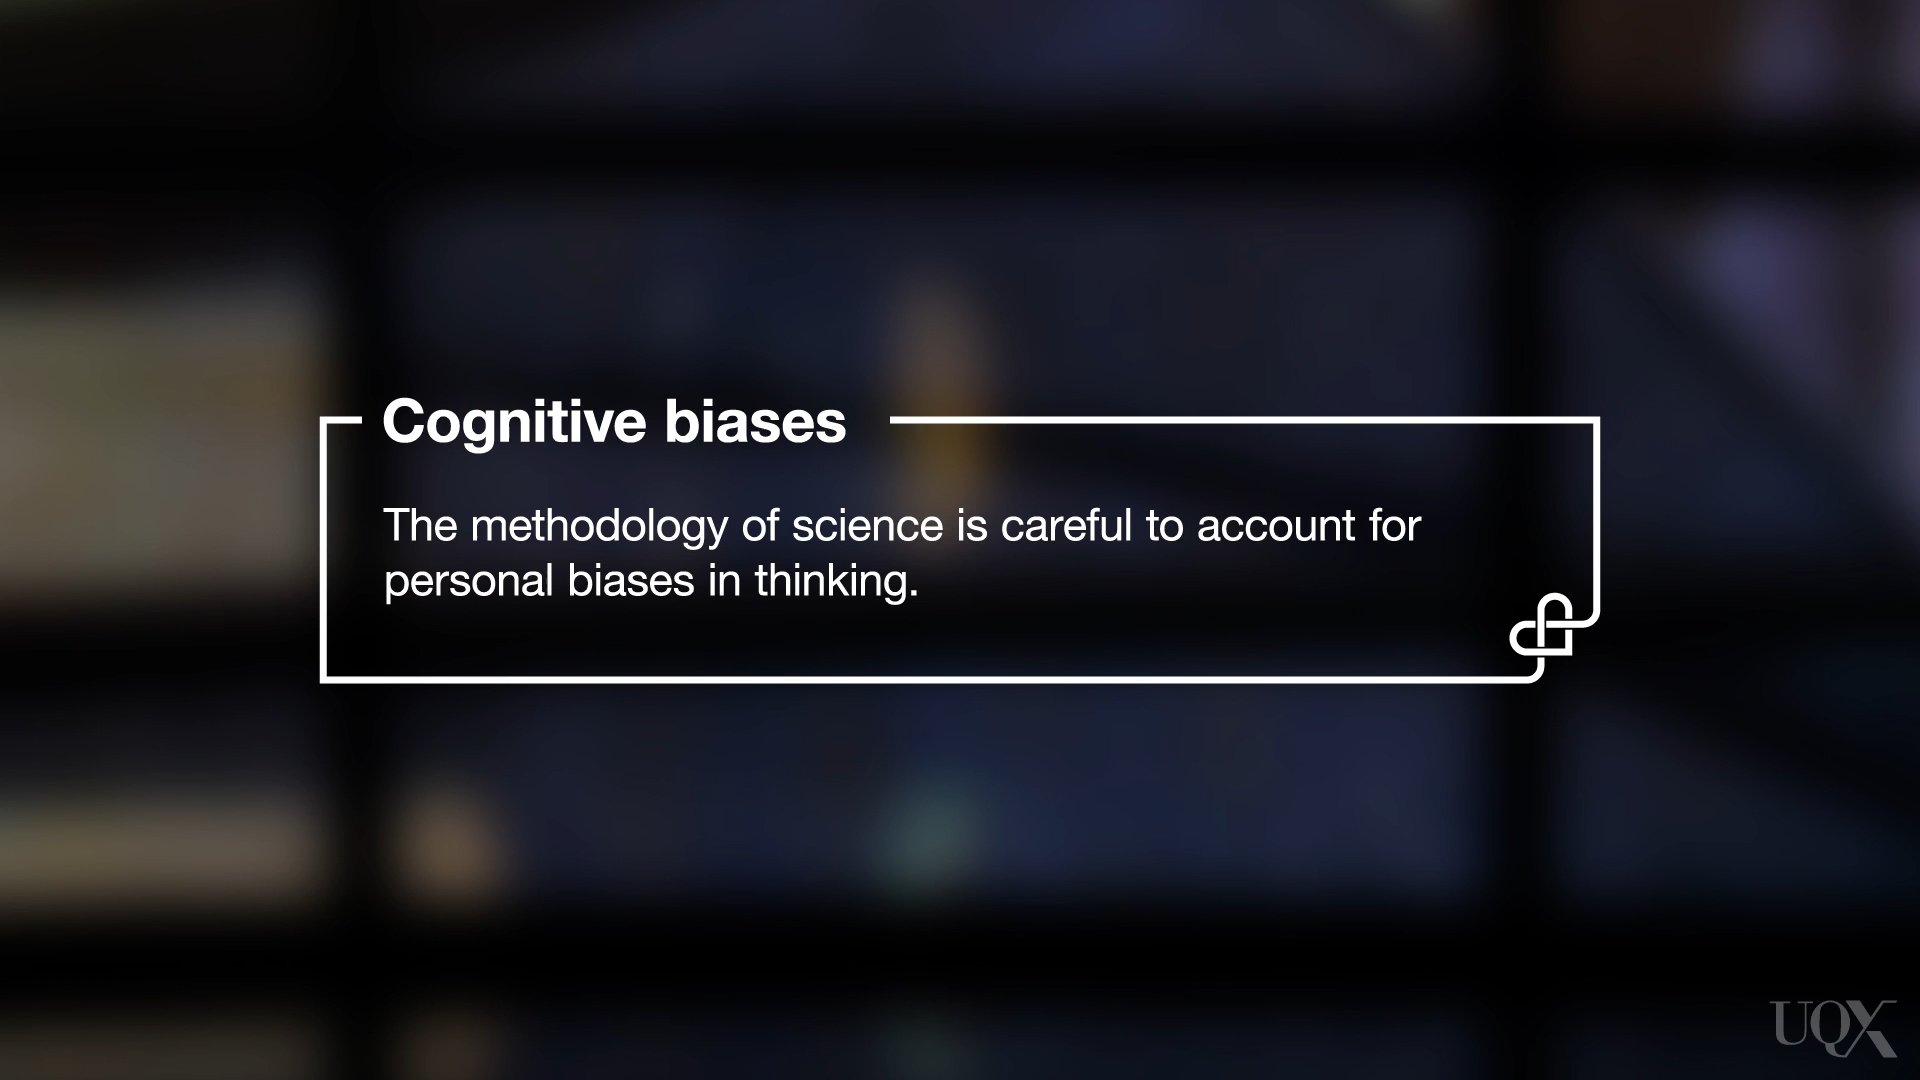 Cognitive biases
The methodology of science is careful to account for
personal biases in thinking.
UQX